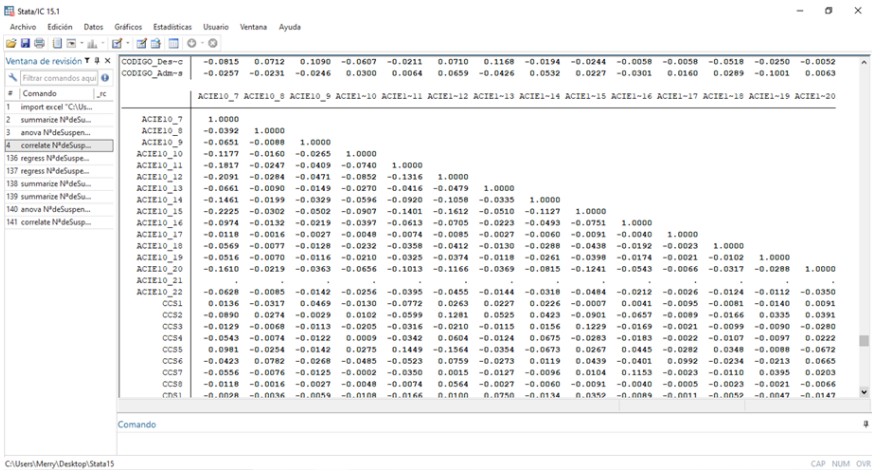 Stata/IC 15.1
Archivo Edición Datos Gráficos Estadísticas Usuario Ventana Ayuda
Ventana de revisión
Filtrar comandos aquí
# Comando _rc
1 import excel "C:\Us...
2 summarize NºdeSu...
3 anova NºdeSuspen...
4 correlate NºdeSusp...
136 regress NºdeSuspe...
137 regress NºdeSuspe...
138 summarize NºdeSu...
139 summarize NºdeSu...
140 anova NºdeSuspen...
141 correlate NºdeSusp...
CODIGO_Des~c -0.0815 0.0712 0.1090 -0.0607 -0.0211 0.0710 0.1168 -0.0194 -0.0244 -0.0058 -0.0058 -0.0518 -0.0250 -0.0052
CODIGO_Adm~s -0.0257 -0.0231 -0.0246 0.0300 0.0064 0.0659 -0.0426 0.0532 0.0227 -0.0301 0.0160 0.0289 -0.1001 0.0063
ACIE10_7 ACIE10_8 ACIE10_9 ACIE1~10 ACIE1~11 ACIE1~12 ACIE1~13 ACIE1~14 ACIE1~15 ACIE1~16 ACIE1~17 ACIE1~18 ACIE1~19 ACIE1~20
ACIE10_7 1.0000
ACIE10_8 -0.0392 1.0000
ACIE10_9 -0.0651 -0.0088 1.0000
ACIE10_10 -0.1177 -0.0160 -0.0265 1.0000
ACIE10_11 -0.1817 -0.0247 -0.0409 -0.0740 1.0000
ACIE10_12 -0.2091 -0.0284 -0.0471 -0.0852 -0.1316 1.0000
ACIE10_13 -0.0661 -0.0090 -0.0149 -0.0270 -0.0416 -0.0479 1.0000
ACIE10_14 -0.1461 -0.0199 -0.0329 -0.0596 -0.0920 -0.1058 -0.0335 1.0000
ACIE10_15 -0.2225 -0.0302 -0.0502 -0.0907 -0.1401 -0.1612 -0.0510 -0.1127 1.0000
ACIE10_16 -0.0974 -0.0132 -0.0219 -0.0397 -0.0613 -0.0705 -0.0223 -0.0493 -0.0751 1.0000
ACIE10_17 -0.0118 -0.0016 -0.0027 -0.0048 -0.0074 -0.0085 -0.0027 -0.0060 -0.0091 -0.0040 1.0000
ACIE10_18 -0.0569 -0.0077 -0.0128 -0.0232 -0.0358 -0.0412 -0.0130 -0.0288 -0.0438 -0.0192 -0.0023 1.0000
ACIE10_19 -0.0516 -0.0070 -0.0116 -0.0210 -0.0325 -0.0374 -0.0118 -0.0261 -0.0398 -0.0174 -0.0021 -0.0102 1.0000
ACIE10_20 -0.1610 -0.0219 -0.0363 -0.0656 -0.1013 -0.1166 -0.0369 -0.0815 -0.1241 -0.0543 -0.0066 -0.0317 -0.0288 1.0000
ACIE10_21 . . . . . . . . . . . . . .
ACIE10_22 -0.0628 -0.0085 -0.0142 -0.0256 -0.0395 -0.0455 -0.0144 -0.0318 -0.0484 -0.0212 -0.0026 -0.0124 -0.0112 -0.0350
CCS1 0.0136 -0.0317 0.0469 -0.0130 -0.0772 0.0263 0.0227 0.0226 -0.0007 0.0041 -0.0095 -0.0081 -0.0140 0.0091
CCS2 -0.0890 0.0274 -0.0029 0.0102 -0.0599 0.1281 0.0525 0.0423 -0.0901 -0.0657 -0.0089 -0.0166 0.0335 0.0391
CCS3 -0.0129 -0.0068 -0.0113 -0.0205 -0.0316 -0.0210 -0.0115 0.0156 0.1229 -0.0169 -0.0021 -0.0099 -0.0090 -0.0280
CCS4 -0.0543 -0.0074 -0.0122 0.0009 -0.0342 0.0604 -0.0124 0.0675 -0.0283 -0.0183 -0.0022 -0.0107 -0.0097 0.0222
CCS5 0.0981 -0.0254 -0.0142 0.0275 0.1449 -0.1564 -0.0354 -0.0673 0.0267 0.0445 -0.0282 0.0348 -0.0088 -0.0672
CCS6 -0.0423 0.0782 -0.0268 -0.0485 -0.0523 0.0759 -0.0273 0.0119 0.0439 -0.0401 0.0992 -0.0234 -0.0213 -0.0665
CCS7 -0.0556 -0.0076 -0.0125 -0.0002 -0.0350 0.0015 -0.0127 -0.0096 0.0104 0.1153 -0.0023 -0.0110 0.0395 0.0203
CCS8 -0.0118 -0.0016 -0.0027 -0.0048 -0.0074 0.0564 -0.0027 -0.0060 -0.0091 -0.0040 -0.0005 -0.0023 -0.0021 -0.0066
CDS1 -0.0028 -0.0036 -0.0059 -0.0108 -0.0166 0.0100 0.0750 -0.0134 0.0352 -0.0089 -0.0011 -0.0052 -0.0047 -0.0147
Comando
C:\Users\Merry\Desktop\Stata15
CAP NUM OVR